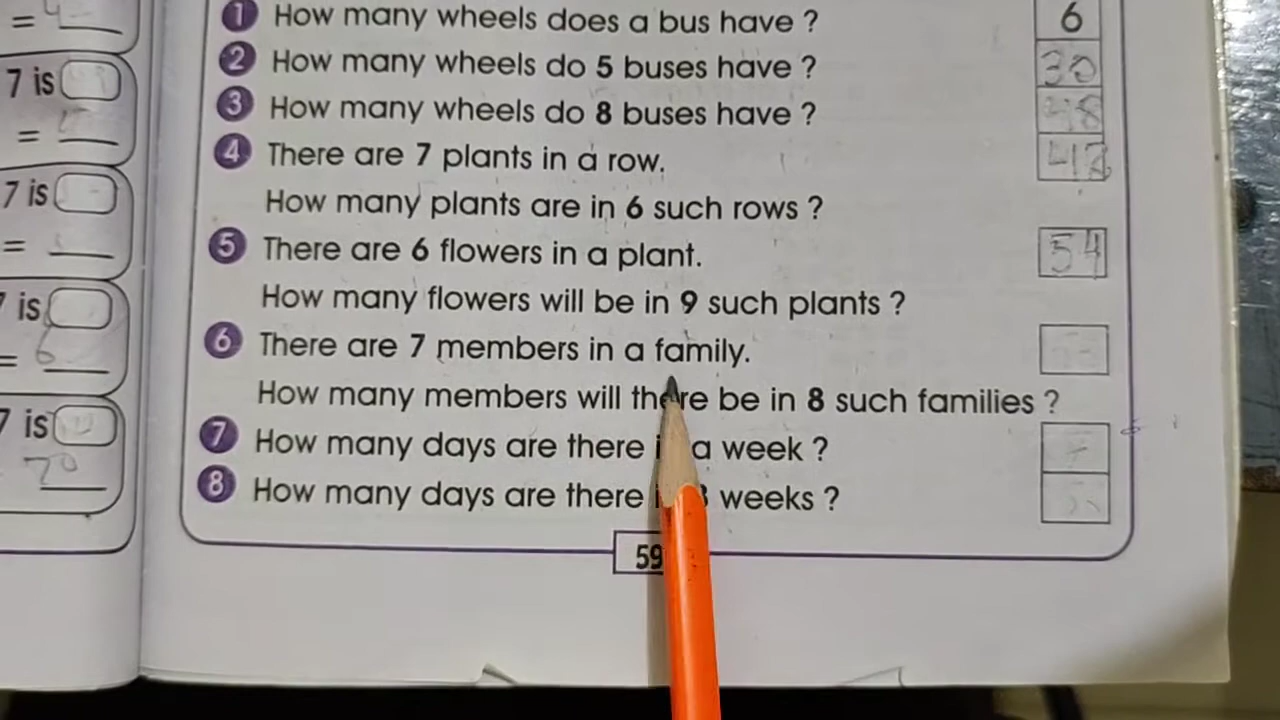 = 4
7 is
=
7 is
=
is
= 6
7 is
70
1 How many wheels does a bus have ? 6
2 How many wheels do 5 buses have ? 30
3 How many wheels do 8 buses have ? 48
4 There are 7 plants in a row. 42
How many plants are in 6 such rows ?
5 There are 6 flowers in a plant. 54
How many flowers will be in 9 such plants ?
6 There are 7 members in a family.
How many members will there be in 8 such families ?
7 How many days are there a week ?
8 How many days are there weeks ?
59